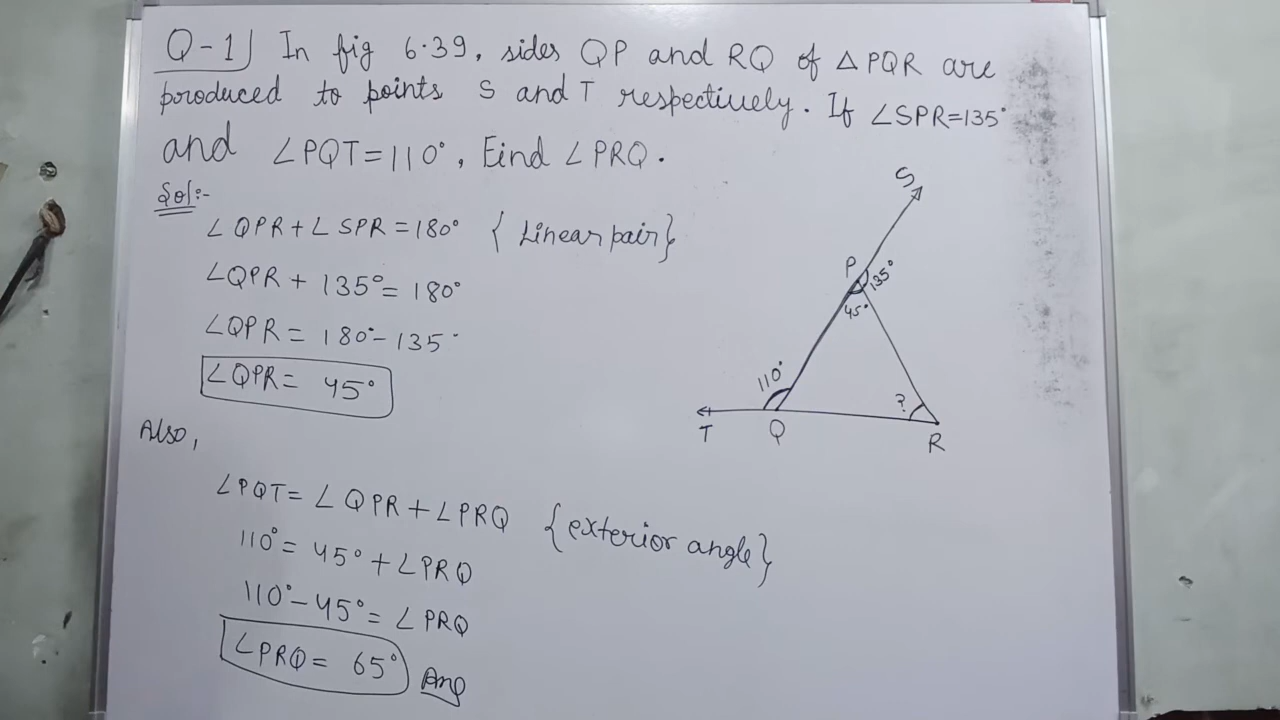 Q-1) In fig 6.39, sides QP and RQ of △PQR are
produced to points S and T respectively. If ∠SPR=135°
and ∠PQT=110°, Find ∠PRQ.
Sol:-
∠QPR+∠SPR=180° {Linear pair}
∠QPR+135°=180°
∠QPR=180°-135°
∠QPR=45°
Also,
∠PQT=∠QPR+∠PRQ {exterior angle}
110°=45°+∠PRQ
110°-45°=∠PRQ
∠PRQ=65° Ans
S
P
135°
45°
110°
?
T
Q
R